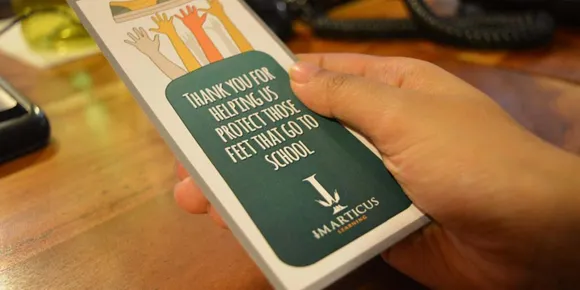 THANK YOU FOR
HELPING US
PROTECT THOSE
FEET THAT GO TO
SCHOOL
IMARTICUS
LEARNING